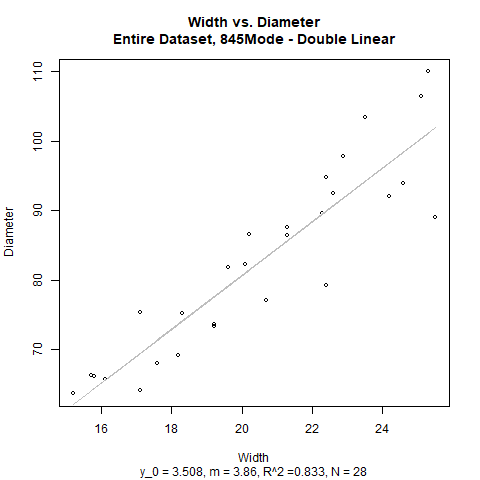 Width vs. Diameter
Entire Dataset, 845Mode - Double Linear
110
100
90
80
70
Diameter
16 18 20 22 24
Width
y_0 = 3.508, m = 3.86, R^2 =0.833, N = 28